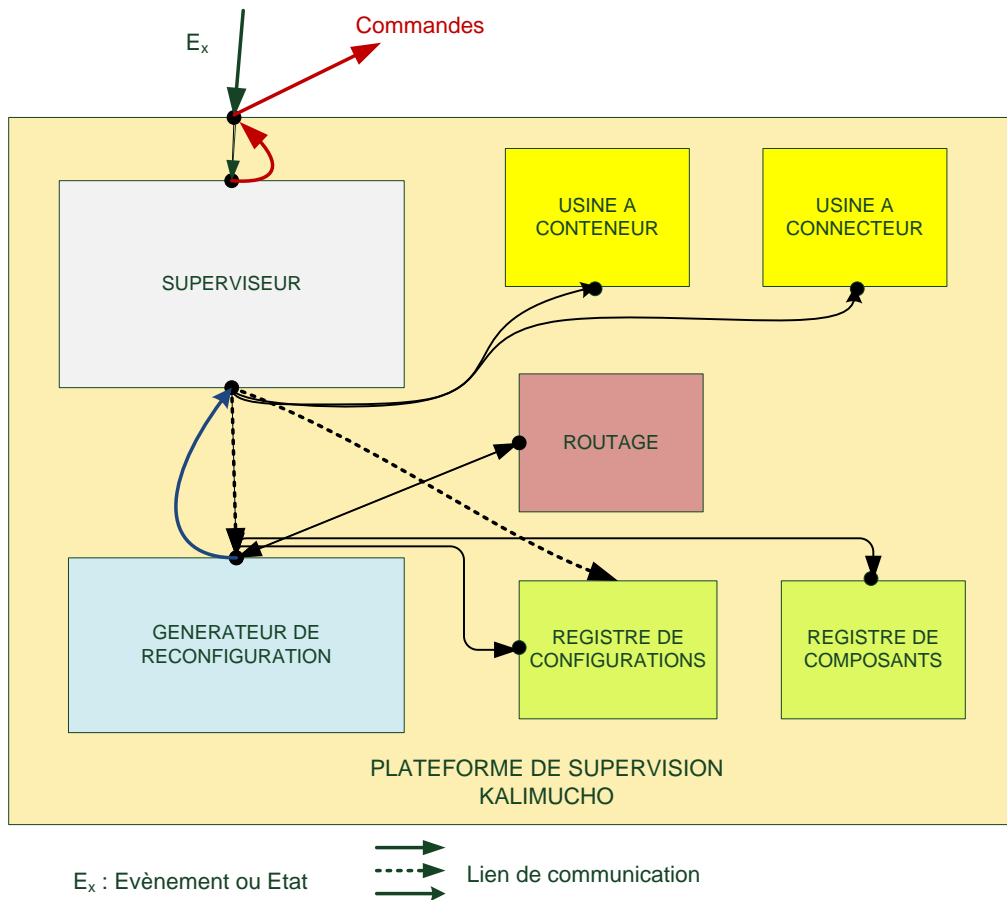 Commandes
Ex
USINE A
CONTENEUR
USINE A
CONNECTEUR
SUPERVISEUR
ROUTAGE
GENERATEUR DE
RECONFIGURATION
REGISTRE DE
CONFIGURATIONS
REGISTRE DE
COMPOSANTS
PLATEFORME DE SUPERVISION
KALIMUCHO
Ex : Evènement ou Etat
Lien de communication